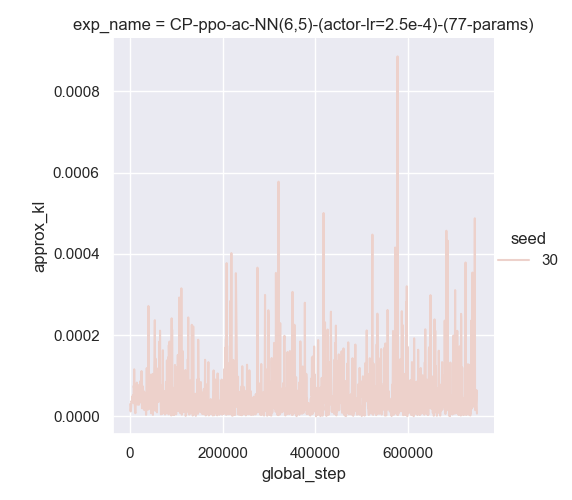 exp_name = CP-ppo-ac-NN(6,5)-(actor-lr=2.5e-4)-(77-params)
0.0008
0.0006
0.0004
0.0002
0.0000
approx_kl
seed
30
0
200000
400000
600000
global_step